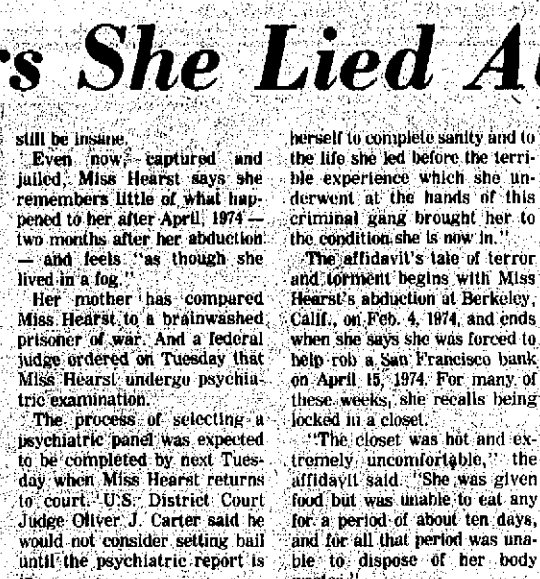 She Lied
still be insane.
Even now, captured and
jailed, Miss Hearst says she
remembers little of what hap-
pened to her after April, 1974 —
two months after her abduction
— and feels "as though she
lived in a fog."
Her mother has compared
Miss Hearst to a brainwashed
prisoner of war. And a federal
judge ordered on Tuesday that
Miss Hearst undergo psychia-
tric examination.
The process of selecting a
psychiatric panel was expected
to be completed by next Tues-
day when Miss Hearst returns
to court. U.S. District Court
Judge Oliver J. Carter said he
would not consider setting bail
until the psychiatric report is
herself to complete sanity and to
the life she led before the terri-
ble experience which she un-
derwent at the hands of this
criminal gang brought her to
the condition she is now in."
The affidavit's tale of terror
and torment begins with Miss
Hearst's abduction at Berkeley,
Calif., on Feb. 4, 1974, and ends
when she says she was forced to
help rob a San Francisco bank
on April 15, 1974. For many of
these weeks, she recalls being
locked in a closet.
"The closet was hot and ex-
tremely uncomfortable," the
affidavit said. "She was given
food but was unable to eat any
for a period of about ten days,
and for all that period was una-
ble to dispose of her body